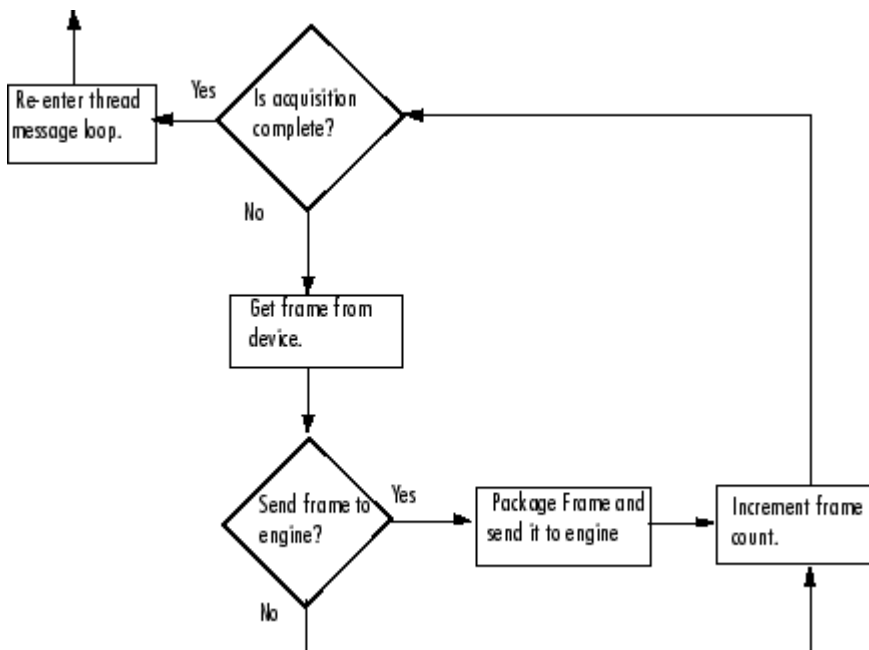 Yes
Is acquisition
complete?
Re-enter thread
message loop.
No
Get frame from
device.
Send frame to
engine?
Yes
Package Frame and
send it to engine
Increment frame
count.
No